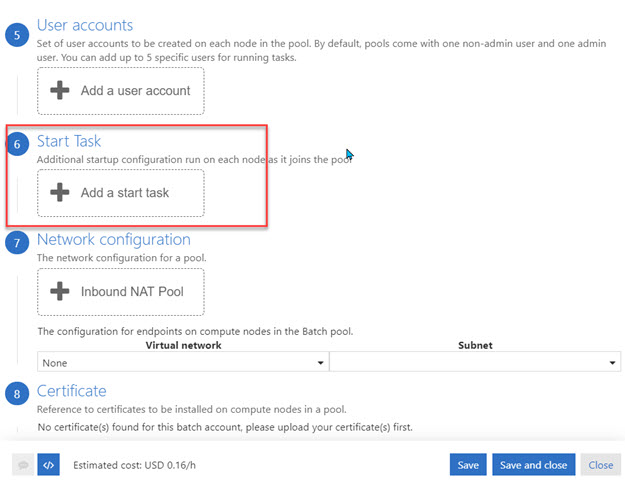 5
User accounts
Set of user accounts to be created on each node in the pool. By default, pools come with one non-admin user and one admin
user. You can add up to 5 specific users for running tasks.
Add a user account
6
Start Task
Additional startup configuration run on each node as it joins the pool
Add a start task
7
Network configuration
The network configuration for a pool.
Inbound NAT Pool
The configuration for endpoints on compute nodes in the Batch pool.
Virtual network Subnet
None
8
Certificate
Reference to certificates to be installed on compute nodes in a pool.
No certificate(s) found for this batch account, please upload your certificate(s) first.
</> Estimated cost: USD 0.16/h Save Save and close Close